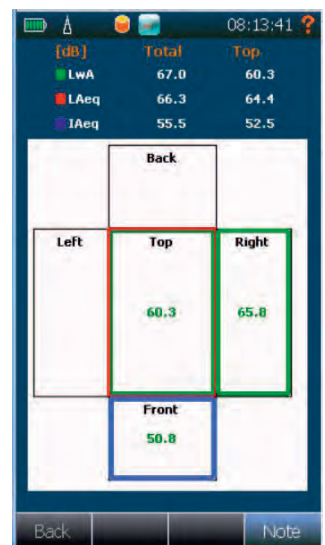 08:13:41 ?
[dB] Total Top
LwA 67.0 60.3
LAeq 66.3 64.4
IAeq 55.5 52.5
Back
Left Top Right
60.3 65.8
Front
50.8
Back Note